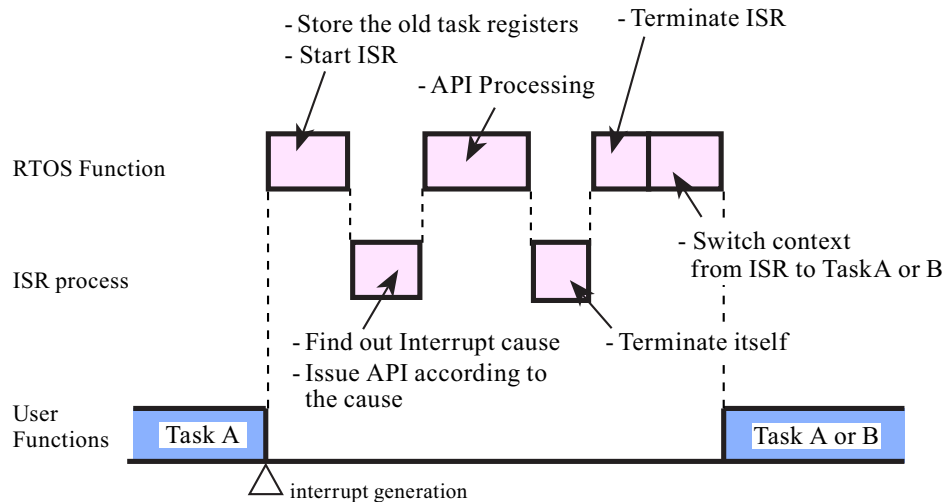 - Store the old task registers
- Start ISR
- Terminate ISR
- API Processing
RTOS Function
- Switch context
from ISR to TaskA or B
ISR process
- Find out Interrupt cause
- Issue API according to
the cause
- Terminate itself
User
Functions
Task A
Task A or B
interrupt generation